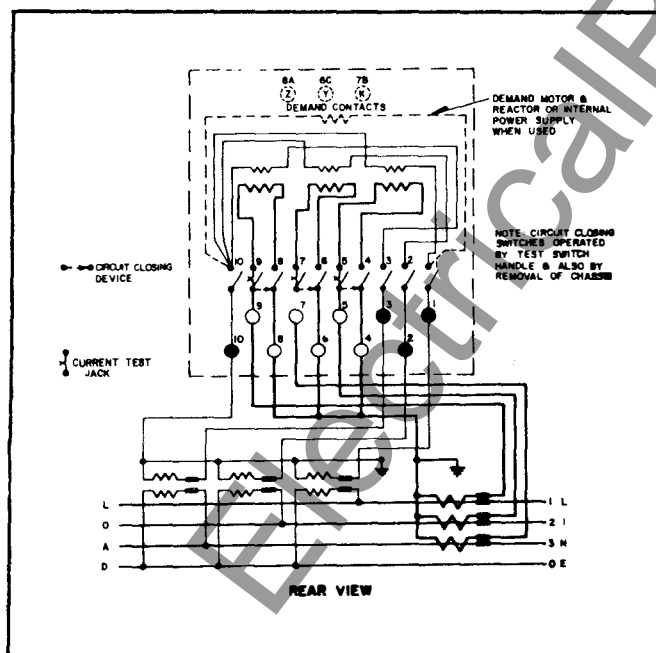 8A 6C 7B
Z Y K
DEMAND CONTACTS
DEMAND MOTOR &
REACTOR OR INTERNAL
POWER SUPPLY
WHEN USED
10 9 8 7 6 5 4 3 2
CIRCUIT CLOSING
DEVICE
NOTE: CIRCUIT CLOSING
SWITCHES OPERATED
BY TEST SWITCH
HANDLE & ALSO BY
REMOVAL OF CHASSIS
9 7 5 3 1
10 8 6 4 2
CURRENT TEST
JACK
L 1 L
O 2 I
A 3 N
D 0 E
REAR VIEW